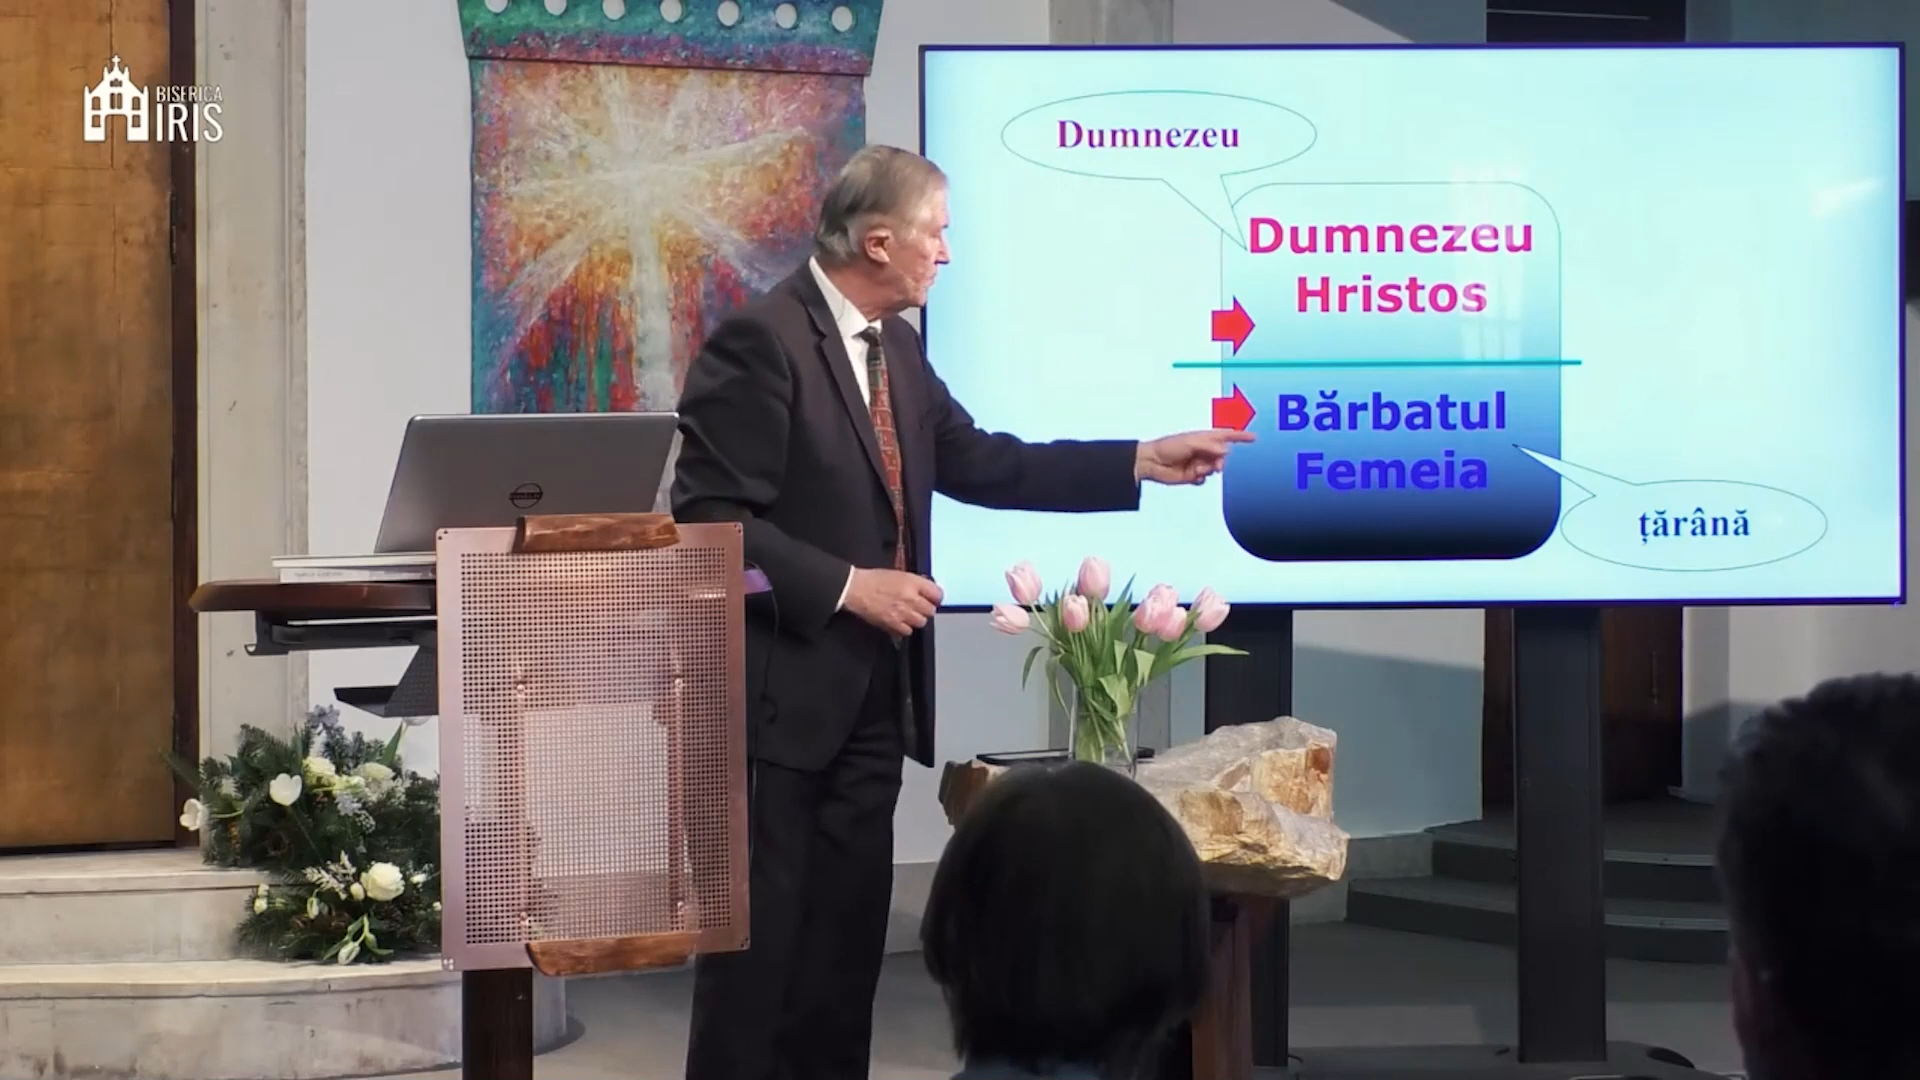 BISERICA
IRIS
Dumnezeu
Dumnezeu
Hristos
Bărbatul
Femeia
țărână